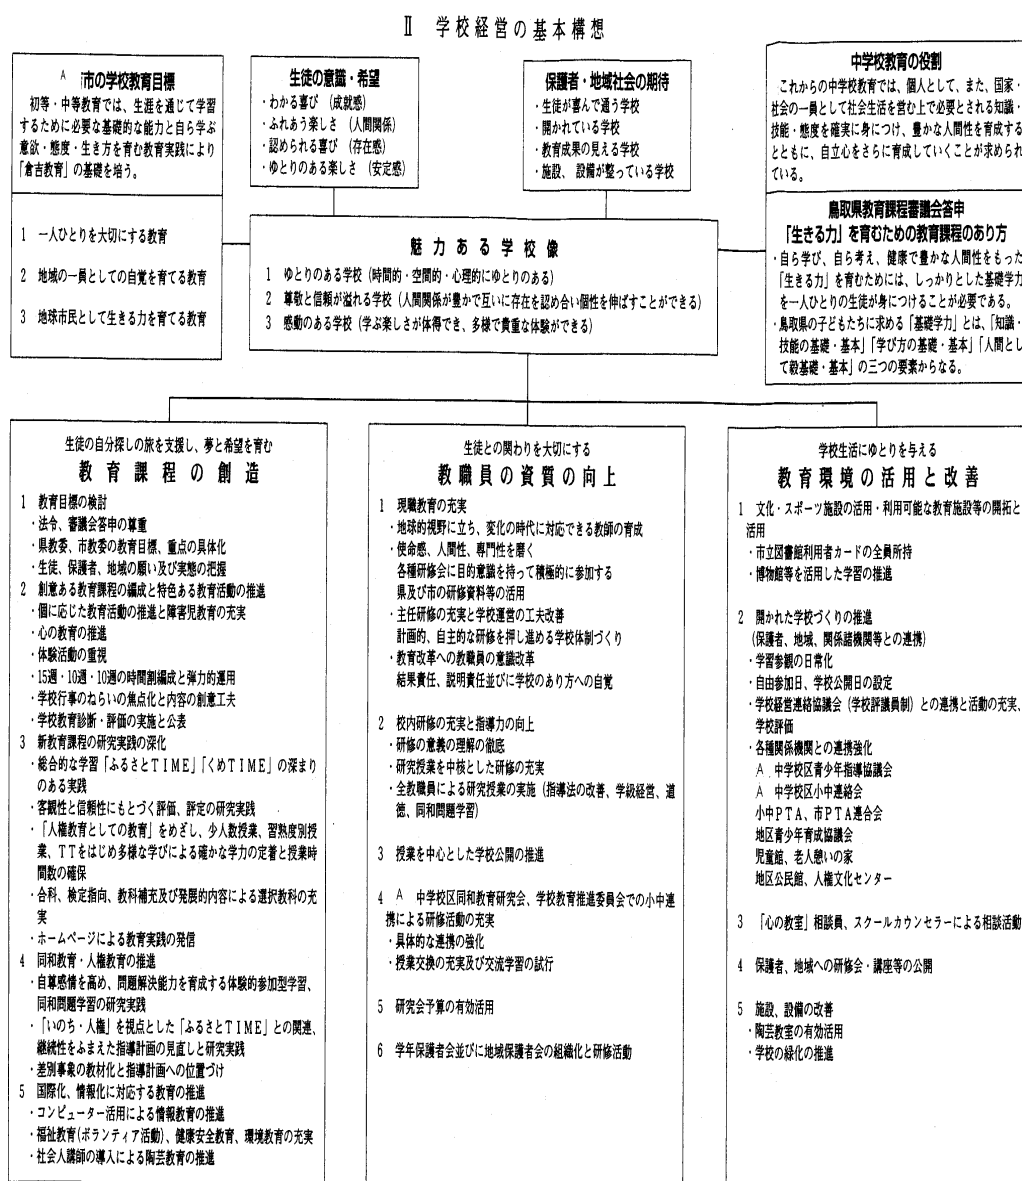 Ⅱ 学校経営の基本構想
A 市の学校教育目標
初等・中等教育では、生涯を通じて学習
するために必要な基礎的な能力と自ら学ぶ
意欲・態度・生き方を育む教育実践により
「倉吉教育」の基礎を培う。
1 一人ひとりを大切にする教育
2 地域の一員としての自覚を育てる教育
3 地球市民として生きる力を育てる教育
生徒の意識・希望
・わかる喜び (成就感)
・ふれあう楽しさ (人間関係)
・認められる喜び (存在感)
・ゆとりのある楽しさ (安定感)
保護者・地域社会の期待
・生徒が喜んで通う学校
・開かれている学校
・教育成果の見える学校
・施設、設備が整っている学校
中学校教育の役割
これからの中学校教育では、個人として、また、国家・
社会の一員として社会生活を営む上で必要とされる知識・
技能・態度を確実に身につけ、豊かな人間性を育成する
とともに、自立心をさらに育成していくことが求められ
ている。
鳥取県教育課程審議会答申
「生きる力」を育むための教育課程のあり方
・自ら学び、自ら考え、健康で豊かな人間性をもった
「生きる力」を育むためには、しっかりとした基礎学力
を一人ひとりの生徒が身につけることが必要である。
・鳥取県の子どもたちに求める「基礎学力」とは、「知識・
技能の基礎・基本」「学び方の基礎・基本」「人間とし
て毅基礎・基本」の三つの要素からなる。
魅力ある学校像
1 ゆとりのある学校(時間的・空間的・心理的にゆとりのある)
2 尊敬と信頼が溢れる学校(人間関係が豊かで互いに存在を認め合い個性を伸ばすことができる)
3 感動のある学校(学ぶ楽しさが体得でき、多様で貴重な体験ができる)
生徒の自分探しの旅を支援し、夢と希望を育む
教育課程の創造
1 教育目標の検討
・法令、審議会答申の尊重
・県教委、市教委の教育目標、重点の具体化
・生徒、保護者、地域の願い及び実態の把握
2 創意ある教育課程の編成と特色ある教育活動の推進
・個に応じた教育活動の推進と障害児教育の充実
・心の教育の推進
・体験活動の重視
・15週・10週・10週の時間割編成と弾力的運用
・学校行事のねらいの焦点化と内容の創意工夫
・学校教育診断・評価の実施と公表
3 新教育課程の研究実践の深化
・総合的な学習「ふるさとTIME」「くめTIME」の深まり
のある実践
・客観性と信頼性にもとづく評価、評定の研究実践
・「人権教育としての教育」をめざし、少人数授業、習熟度別授
業、TTをはじめ多様な学びによる確かな学力の定着と授業時
間数の確保
・合科、検定指向、教科補充及び発展的内容による選択教科の充
実
・ホームページによる教育実践の発信
4 同和教育・人権教育の推進
・自尊感情を高め、問題解決能力を育成する体験的参加型学習、
同和問題学習の研究実践
・「いのち・人権」を視点とした「ふるさとTIME」との関連、
継続性をふまえた指導計画の見直しと研究実践
・差別事象の教材化と指導計画への位置づけ
5 国際化、情報化に対応する教育の推進
・コンピューター活用による情報教育の推進
・福祉教育(ボランティア活動)、健康安全教育、環境教育の充実
・社会人講師の導入による陶芸教育の推進
生徒との関わりを大切にする
教職員の資質の向上
1 現職教育の充実
・地球的視野に立ち、変化の時代に対応できる教師の育成
・使命感、人間性、専門性を磨く
各種研修会に目的意識を持って積極的に参加する
県及び市の研修資料等の活用
・主任研修の充実と学校運営の工夫改善
計画的、自主的な研修を押し進める学校体制づくり
・教育改革への教職員の意識改革
結果責任、説明責任並びに学校のあり方への自覚
2 校内研修の充実と指導力の向上
・研修の意義の理解の徹底
・研究授業を中核とした研修の充実
・全教職員による研究授業の実施(指導法の改善、学級経営、道
徳、同和問題学習)
3 授業を中心とした学校公開の推進
4 A 中学校区同和教育研究会、学校教育推進委員会での小中連
携による研修活動の充実
・具体的な連携の強化
・授業交換の充実及び交流学習の試行
5 研究会予算の有効活用
6 学年保護者会並びに地域保護者会の組織化と研修活動
学校生活にゆとりを与える
教育環境の活用と改善
1 文化・スポーツ施設の活用・利用可能な教育施設等の開拓と
活用
・市立図書館利用者カードの全員所持
・博物館等を活用した学習の推進
2 開かれた学校づくりの推進
(保護者、地域、関係諸機関等との連携)
・学習参観の日常化
・自由参加日、学校公開日の設定
・学校経営連絡協議会(学校評議員制)との連携と活動の充実、
学校評価
・各種関係機関との連携強化
A 中学校区青少年指導協議会
A 中学校区小中連絡会
小中PTA、市PTA連合会
地区青少年育成協議会
児童館、老人憩いの家
地区公民館、人権文化センター
3 「心の教室」相談員、スクールカウンセラーによる相談活動
4 保護者、地域への研修会・講座等の公開
5 施設、設備の改善
・陶芸教室の有効活用
・学校の緑化の推進